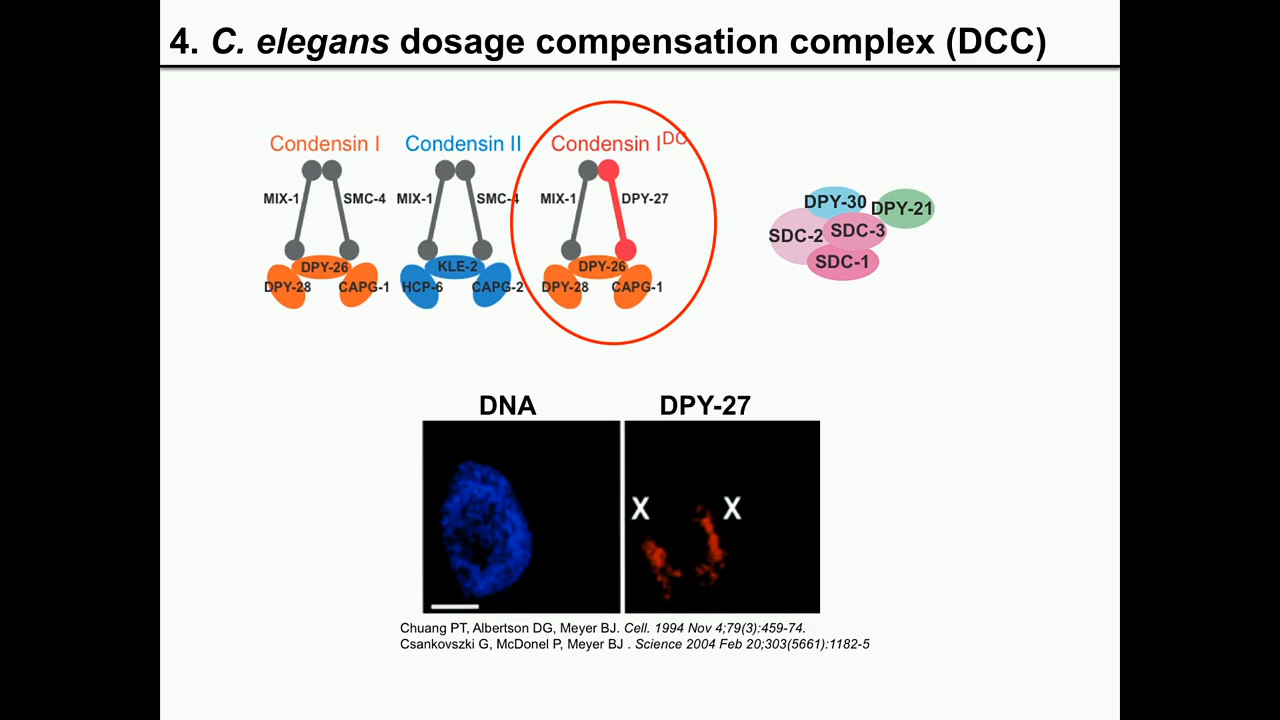 4. C. elegans dosage compensation complex (DCC)
Condensin I
Condensin II
Condensin IDC
MIX-1
SMC-4
MIX-1
SMC-4
MIX-1
DPY-27
DPY-26
KLE-2
DPY-26
DPY-28
CAPG-1
HCP-6
CAPG-2
DPY-28
CAPG-1
DPY-30
DPY-21
SDC-2
SDC-3
SDC-1
DNA
DPY-27
X
X
Chuang PT, Albertson DG, Meyer BJ. Cell. 1994 Nov 4;79(3):459-74.
Csankovszki G, McDonel P, Meyer BJ . Science 2004 Feb 20;303(5661):1182-5